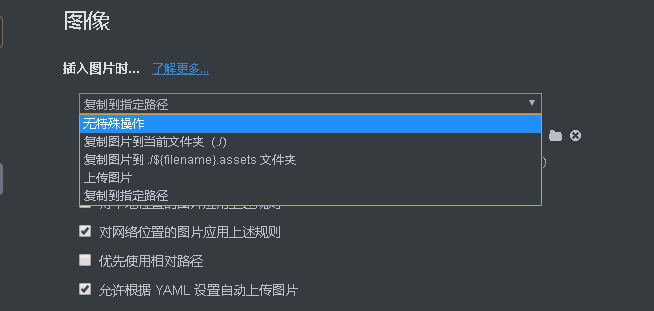 图像
插入图片时... 了解更多...
复制到指定路径
无特殊操作
复制图片到当前文件夹 (./)
复制图片到 ./${filename}.assets 文件夹
上传图片
复制到指定路径
对网络位置的图片应用上述规则
优先使用相对路径
允许根据 YAML 设置自动上传图片